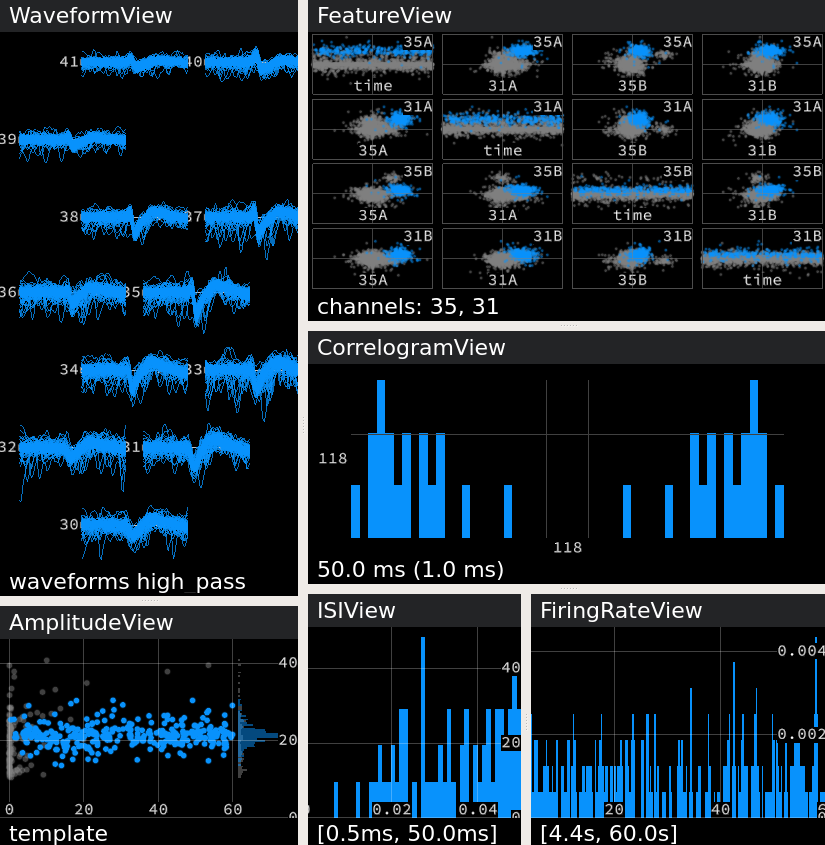 WaveformView
41 40
39
38 37
36 35
34 33
32 31
30
waveforms high_pass
FeatureView
35A 35A 35A 35A
time 31A 35B 31B
31A 31A 31A 31A
35A time 35B 31B
35B 35B 35B 35B
35A 31A time 31B
31B 31B 31B 31B
35A 31A 35B time
channels: 35, 31
CorrelogramView
118
118
50.0 ms (1.0 ms)
AmplitudeView
40
20
0
0 20 40 60
template
ISIView
40
20
0.02 0.04 0
[0.5ms, 50.0ms]
FiringRateView
0.004
0.002
20 40
[4.4s, 60.0s]